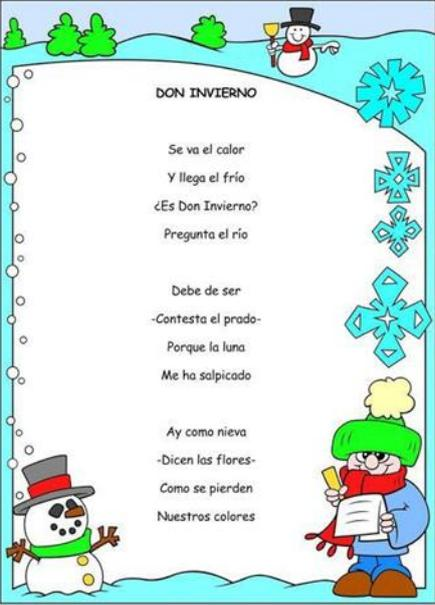 DON INVIERNO
Se va el calor
Y llega el frío
¿Es Don Invierno?
Pregunta el río
Debe de ser
-Contesta el prado-
Porque la luna
Me ha salpicado
Ay como nieva
-Dicen las flores-
Como se pierden
Nuestros colores